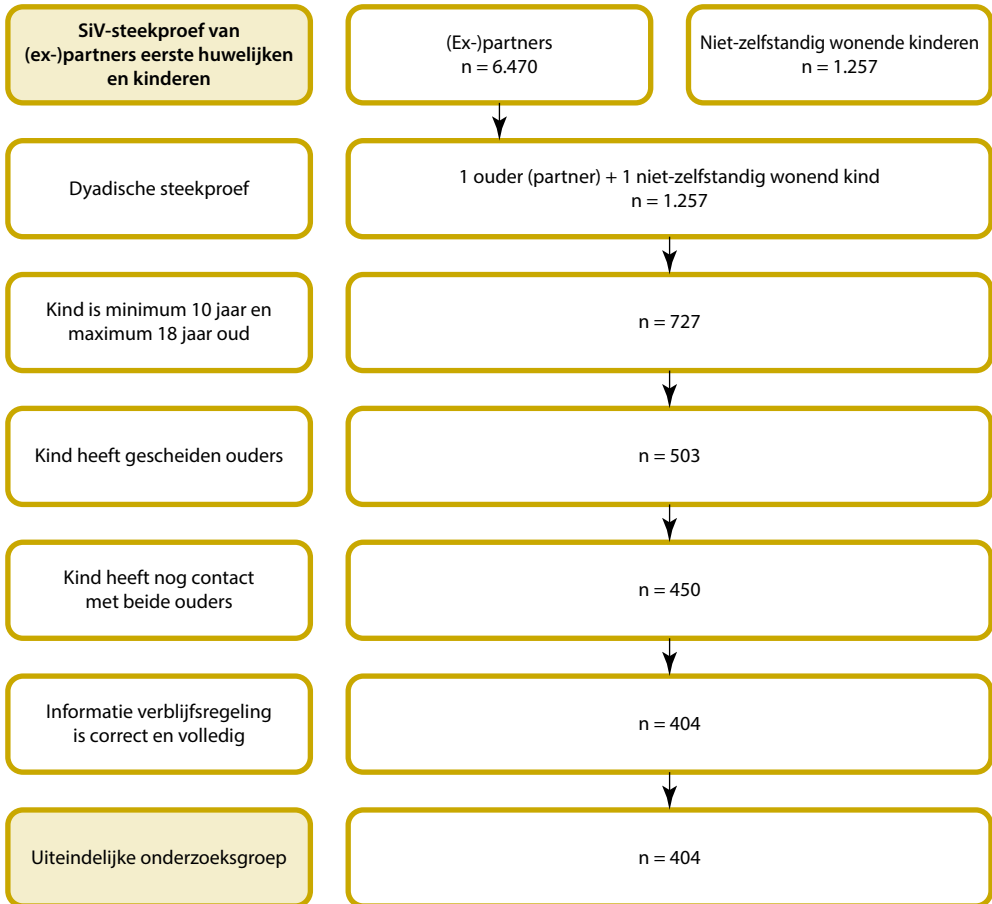 SiV-steekproef van
(ex-)partners eerste huwelijken
en kinderen
(Ex-)partners
n = 6.470
Niet-zelfstandig wonende kinderen
n = 1.257
Dyadische steekproef
1 ouder (partner) + 1 niet-zelfstandig wonend kind
n = 1.257
Kind is minimum 10 jaar en
maximum 18 jaar oud
n = 727
Kind heeft gescheiden ouders
n = 503
Kind heeft nog contact
met beide ouders
n = 450
Informatie verblijfsregeling
is correct en volledig
n = 404
Uiteindelijke onderzoeksgroep
n = 404